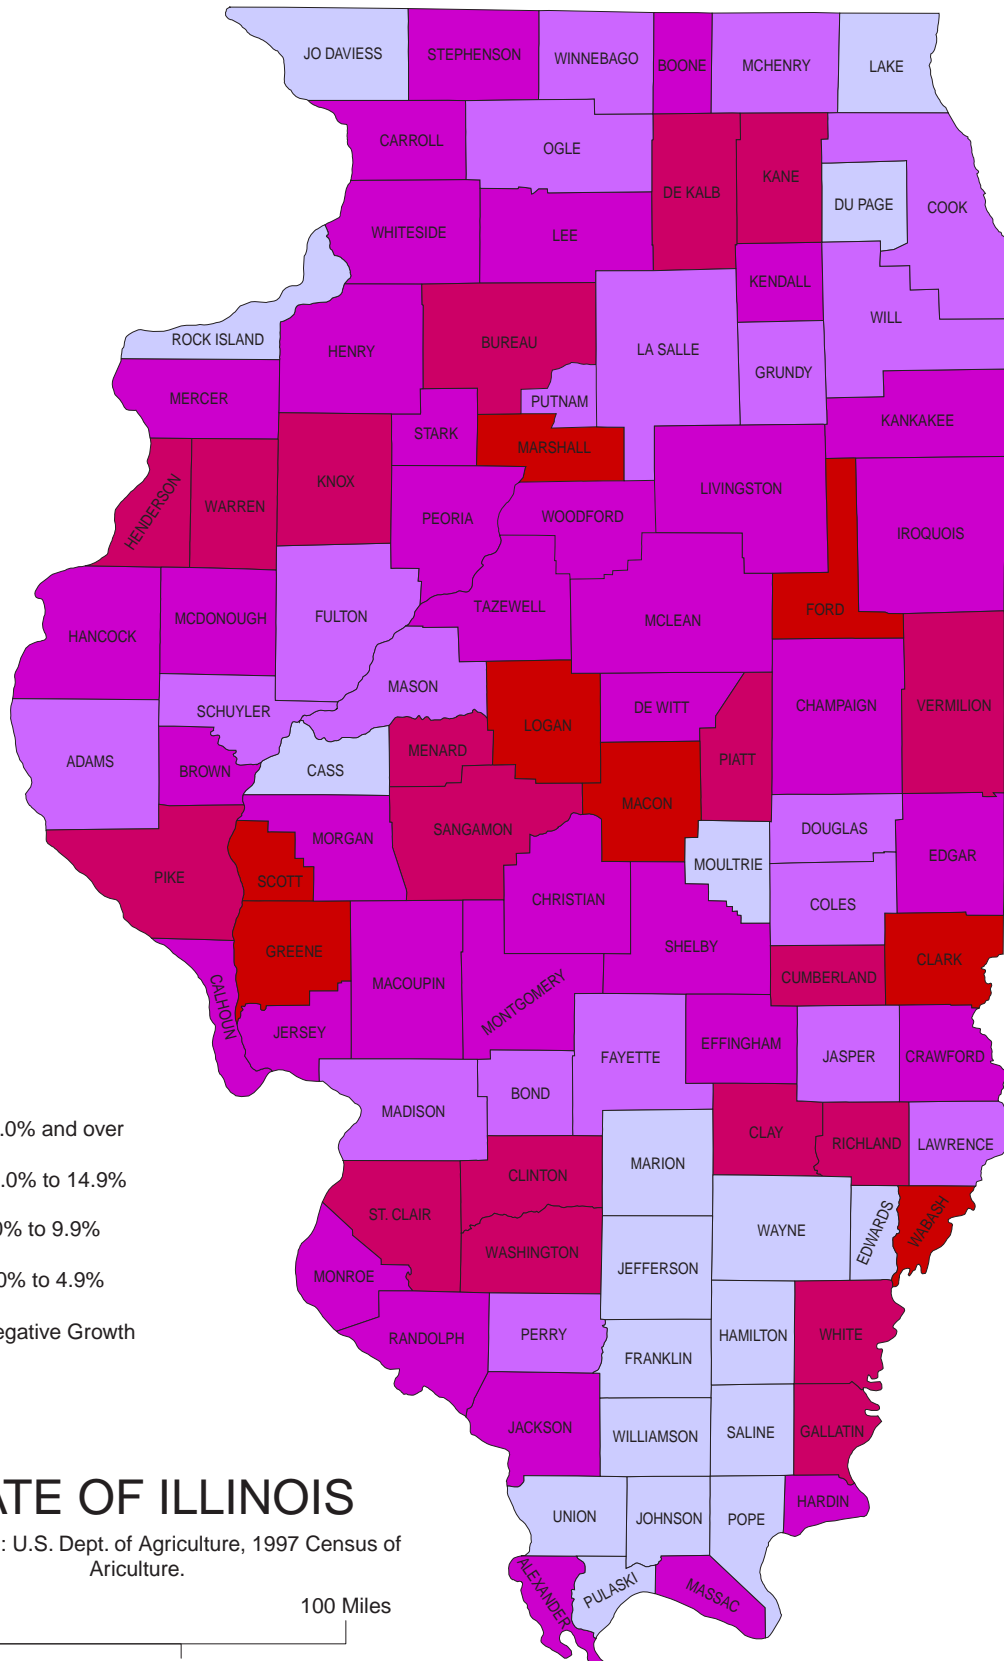 JO DAVIESS
STEPHENSON
WINNEBAGO
BOONE
MCHENRY
LAKE
CARROLL
OGLE
DE KALB
KANE
DU PAGE
COOK
WHITESIDE
LEE
KENDALL
WILL
ROCK ISLAND
HENRY
BUREAU
LA SALLE
GRUNDY
MERCER
PUTNAM
KANKAKEE
STARK
MARSHALL
HENDERSON
WARREN
KNOX
PEORIA
WOODFORD
LIVINGSTON
IROQUOIS
HANCOCK
MCDONOUGH
FULTON
TAZEWELL
MCLEAN
FORD
MASON
SCHUYLER
LOGAN
DE WITT
CHAMPAIGN
VERMILION
ADAMS
BROWN
CASS
MENARD
PIATT
MACON
SANGAMON
MORGAN
DOUGLAS
MOULTRIE
EDGAR
PIKE
SCOTT
CHRISTIAN
COLES
SHELBY
GREENE
CLARK
MACOUPIN
CUMBERLAND
CALHOUN
MONTGOMERY
JERSEY
FAYETTE
EFFINGHAM
JASPER
CRAWFORD
MADISON
BOND
.0% and over
CLAY
RICHLAND
LAWRENCE
MARION
.0% to 14.9%
CLINTON
ST. CLAIR
0% to 9.9%
WASHINGTON
WAYNE
EDWARDS
WABASH
.0% to 4.9%
MONROE
JEFFERSON
egative Growth
RANDOLPH
PERRY
HAMILTON
WHITE
FRANKLIN
JACKSON
WILLIAMSON
SALINE
GALLATIN
ATE OF ILLINOIS
UNION
JOHNSON
POPE
HARDIN
: U.S. Dept. of Agriculture, 1997 Census of
Ariculture.
ALEXANDER
PULASKI
MASSAC
100 Miles